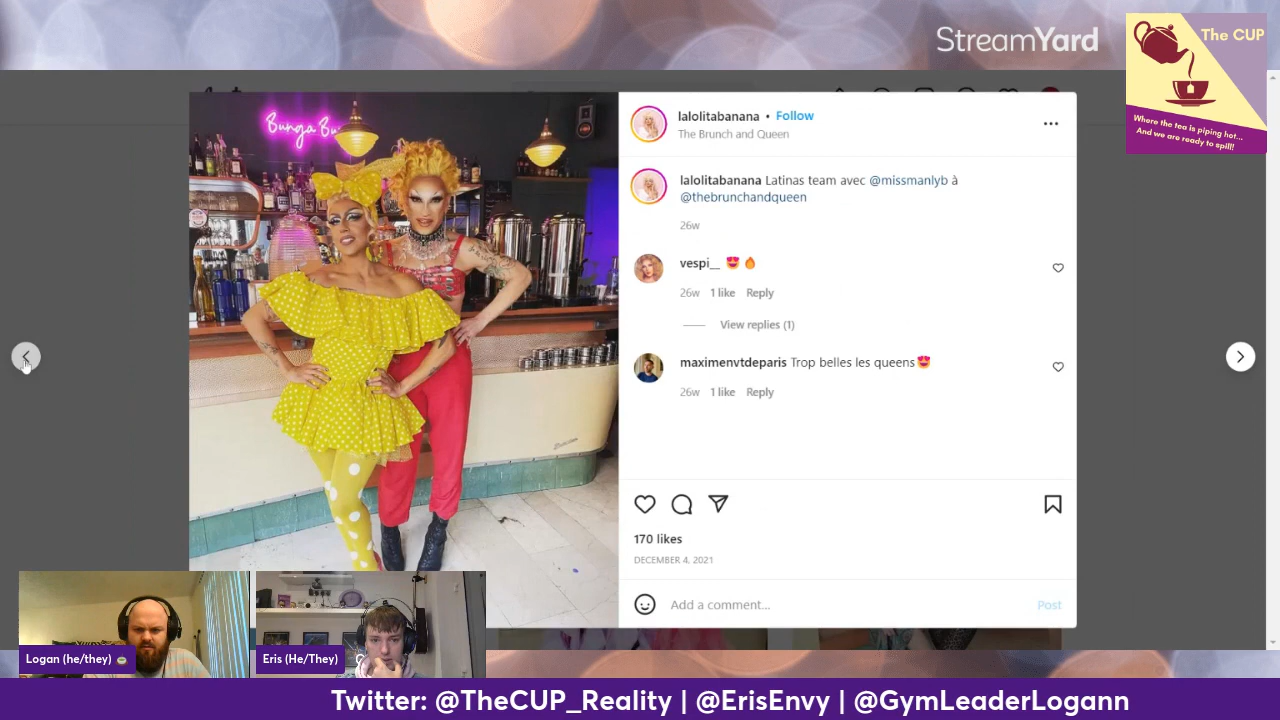 StreamYard
The CUP
Where the tea is piping hot...
And we are ready to spill!
Bunga Bu
lalolitabanana • Follow
The Brunch and Queen
lalolitabanana Latinas team avec @missmanlyb à
@thebrunchandqueen
26w
vespi__ 😍🔥
26w 1 like Reply
View replies (1)
maximenvtdeparis Trop belles les queens😍
26w 1 like Reply
170 likes
DECEMBER 4, 2021
Add a comment... Post
Logan (he/they) 🍵
Eris (He/They)
Twitter: @TheCUP_Reality | @ErisEnvy | @GymLeaderLogann